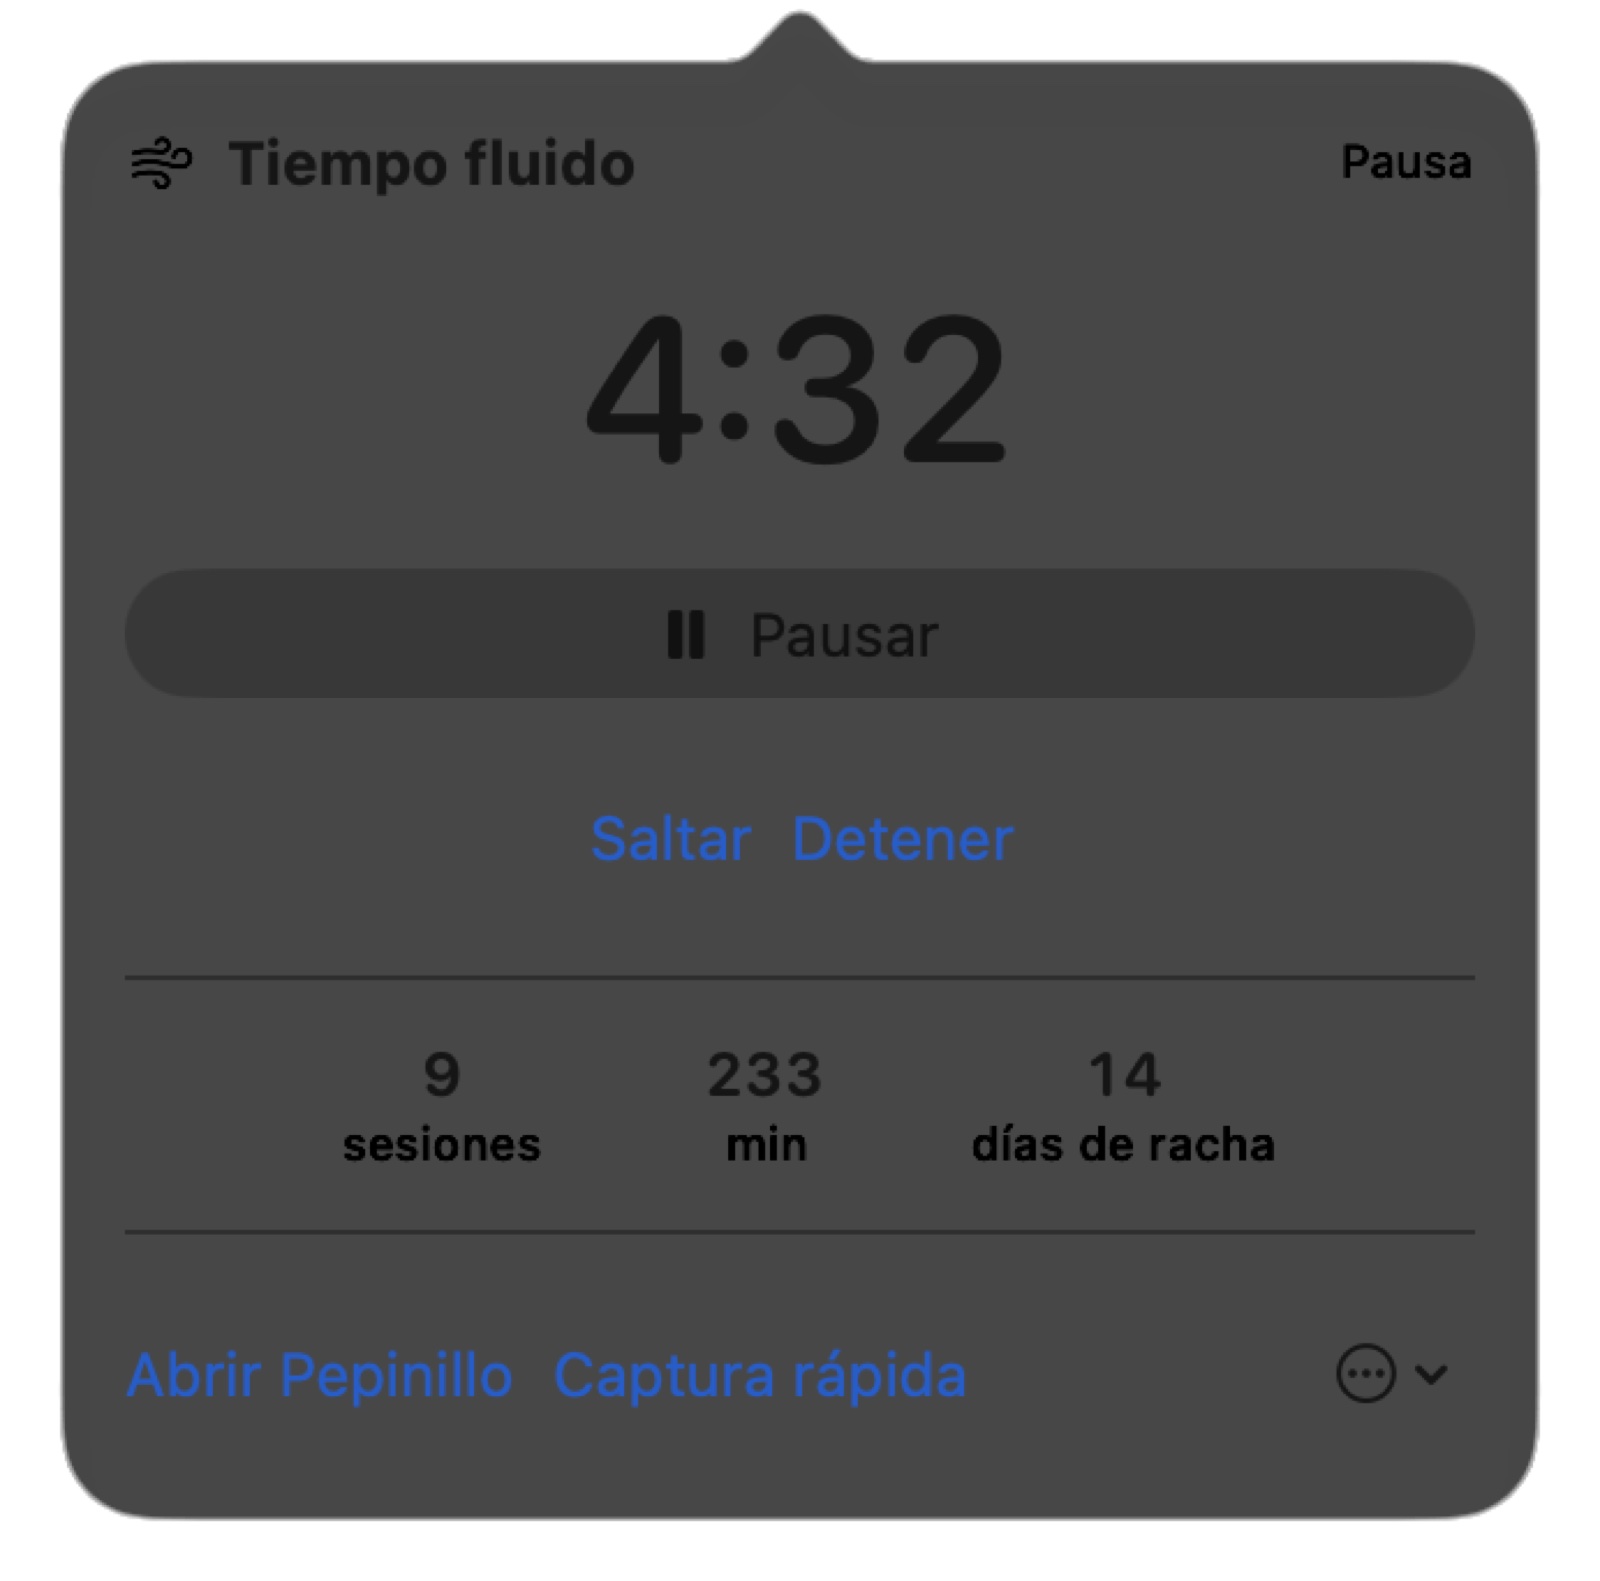 Tiempo fluido Pausa
4:32
Pausar
Saltar Detener
9 233 14
sesiones min días de racha
Abrir Pepinillo Captura rápida